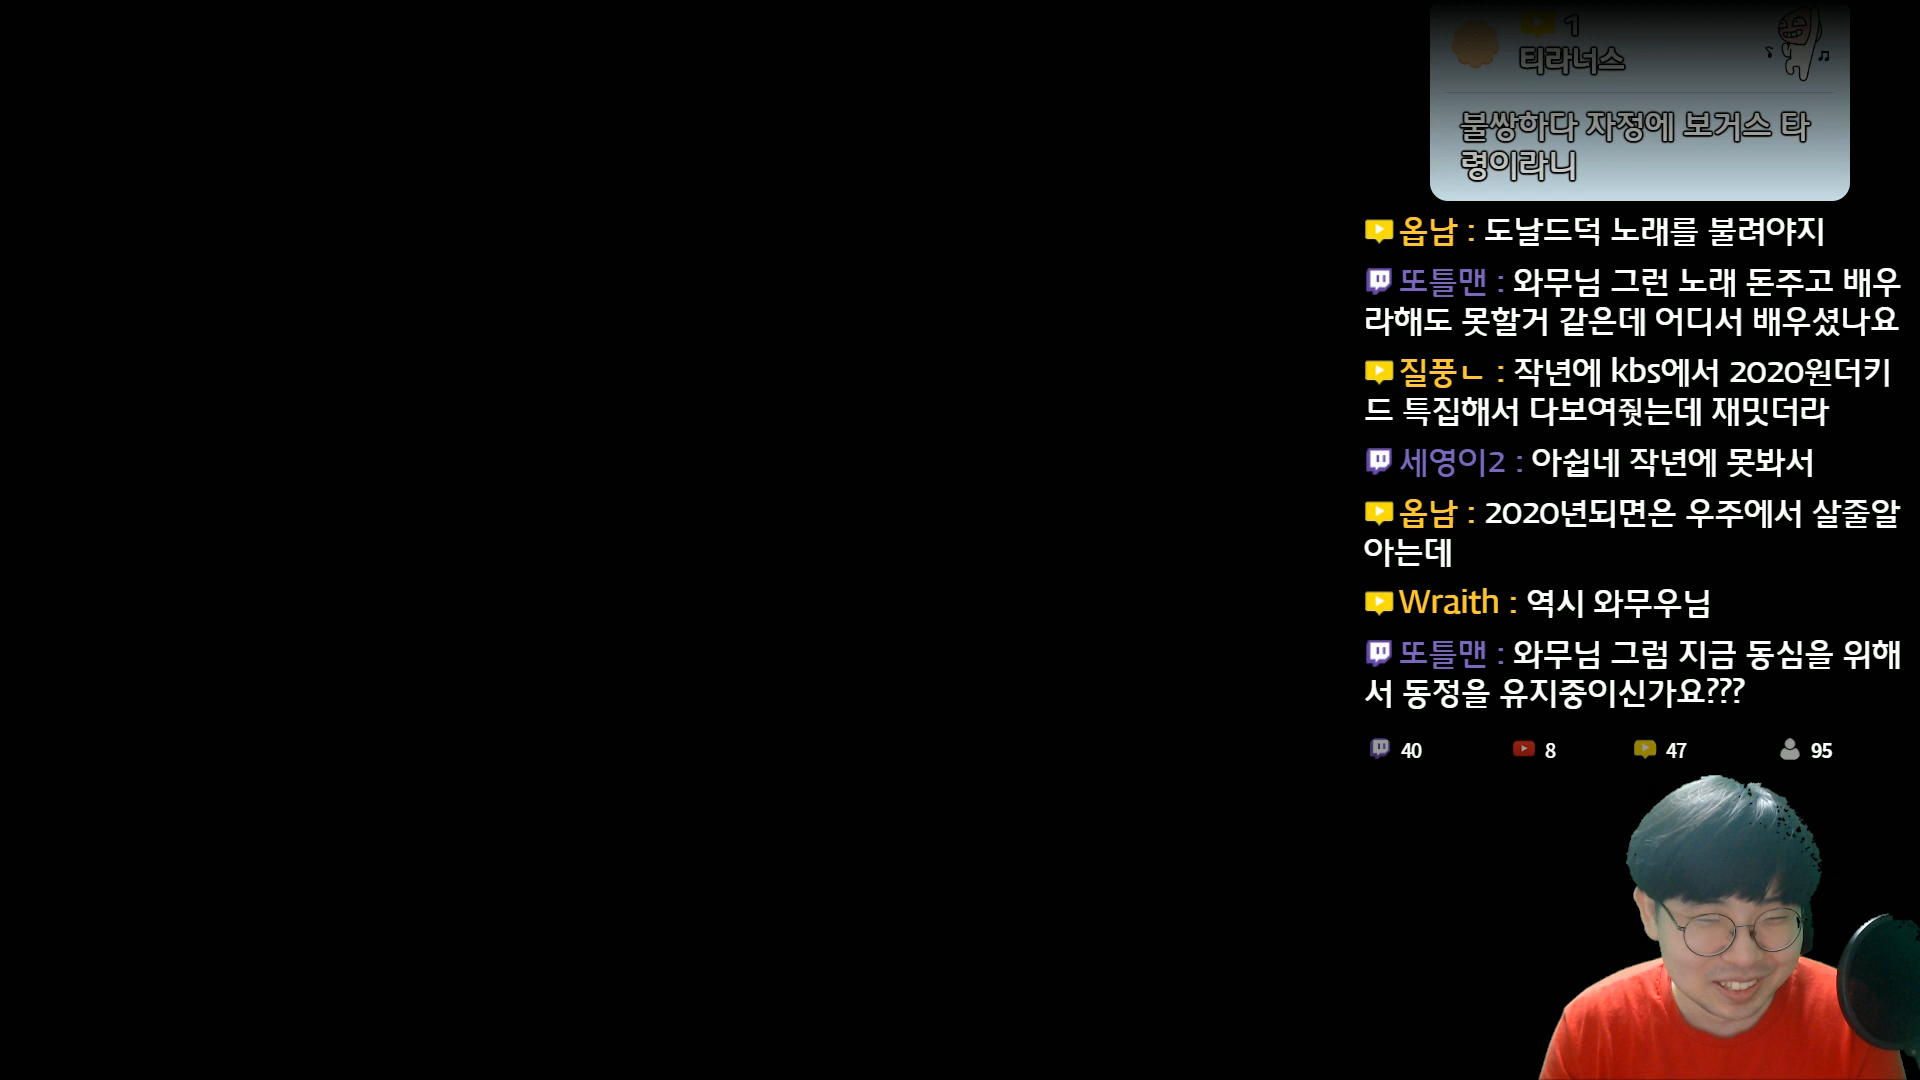 1
티라너스
불쌍하다 자정에 보거스 타
령이라니
옵남 : 도날드덕 노래를 불려야지
또틀맨 : 와무님 그런 노래 돈주고 배우
라해도 못할거 같은데 어디서 배우셨나요
질풍ㄴ : 작년에 kbs에서 2020원더키
드 특집해서 다보여줫는데 재밋더라
세영이2 : 아쉽네 작년에 못봐서
옵남 : 2020년되면은 우주에서 살줄알
아는데
Wraith : 역시 와무우님
또틀맨 : 와무님 그럼 지금 동심을 위해
서 동정을 유지중이신가요???
40 8 47 95